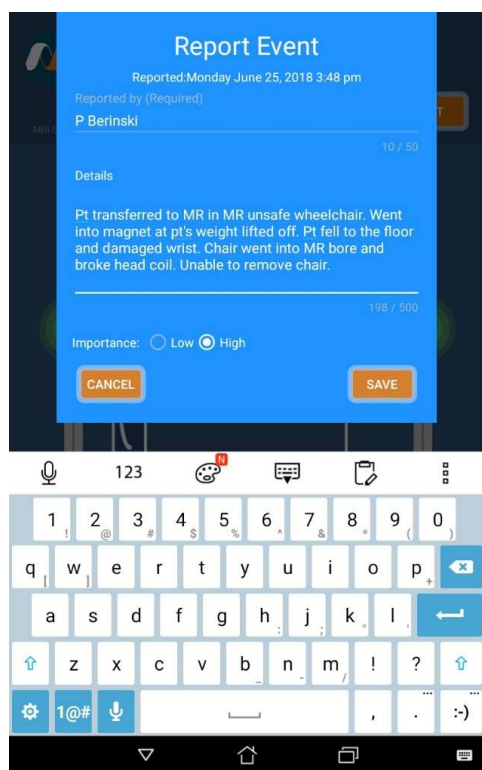 Report Event
Reported:Monday June 25, 2018 3:48 pm
Reported by (Required)
P Berinski
10 / 50
Details
Pt transferred to MR in MR unsafe wheelchair. Went
into magnet at pt's weight lifted off. Pt fell to the floor
and damaged wrist. Chair went into MR bore and
broke head coil. Unable to remove chair.
198 / 500
Importance: Low High
CANCEL SAVE
123 N
1 ! 2 @ 3 # 4 $ 5 % 6 ^ 7 & 8 * 9 ( 0 )
q [ w ] e r t y u i o p +
a s d f g h : j ; k " l ,
z x c v b _ n - m / ! ?
1@# , . :-)